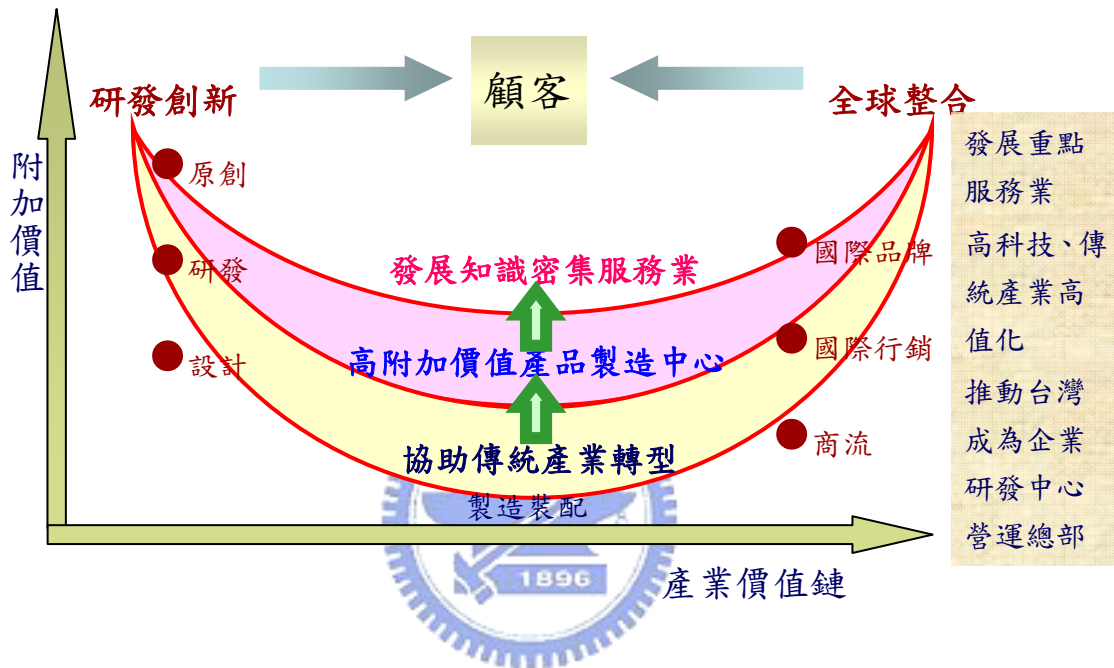 顧客
研發創新
全球整合
附加價值
原創
研發
設計
發展知識密集服務業
高附加價值產品製造中心
協助傳統產業轉型
製造裝配
國際品牌
國際行銷
商流
發展重點
服務業
高科技、傳
統產業高
值化
推動台灣
成為企業
研發中心
營運總部
產業價值鏈
1896